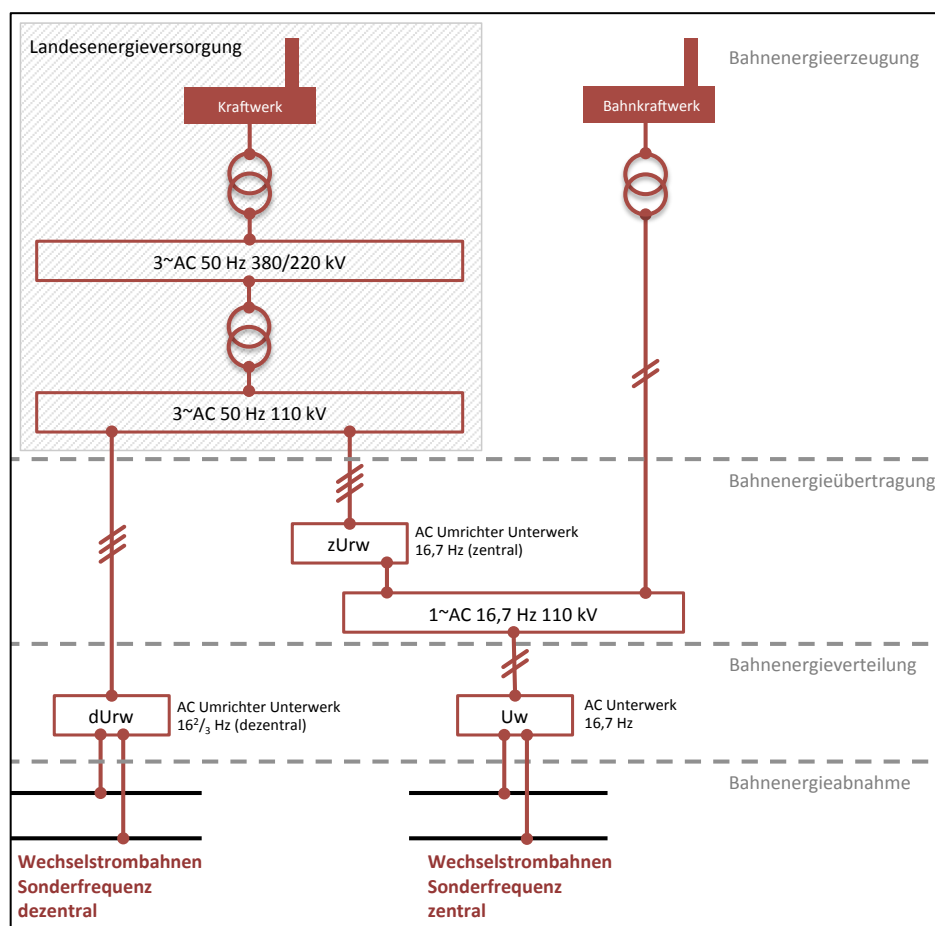 Landesenergieversorgung
Bahnenergieerzeugung
Kraftwerk
Bahnkraftwerk
3~AC 50 Hz 380/220 kV
3~AC 50 Hz 110 kV
Bahnenergieübertragung
zUrw
AC Umrichter Unterwerk
16,7 Hz (zentral)
1~AC 16,7 Hz 110 kV
Bahnenergieverteilung
dUrw
AC Umrichter Unterwerk
16²/₃ Hz (dezentral)
Uw
AC Unterwerk
16,7 Hz
Bahnenergieabnahme
Wechselstrombahnen
Sonderfrequenz
dezentral
Wechselstrombahnen
Sonderfrequenz
zentral